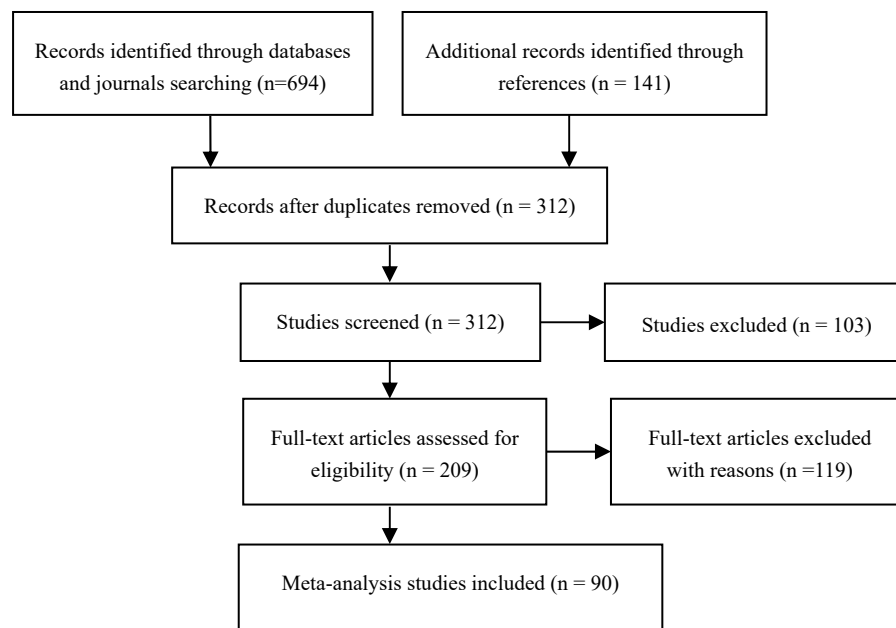 Records identified through databases
and journals searching (n=694)
Additional records identified through
references (n = 141)
Records after duplicates removed (n = 312)
Studies screened (n = 312)
Studies excluded (n = 103)
Full-text articles assessed for
eligibility (n = 209)
Full-text articles excluded
with reasons (n =119)
Meta-analysis studies included (n = 90)